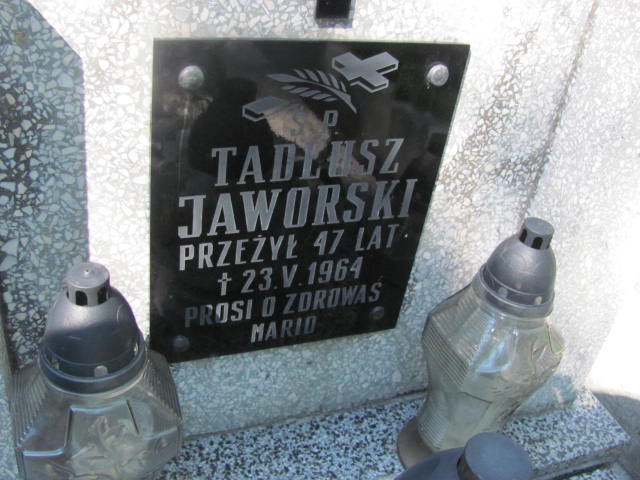 Ś P
TADEUSZ
JAWORSKI
PRZEŻYŁ 47 LAT
† 23.V.1964
PROSI O ZDROWAŚ
MARIO